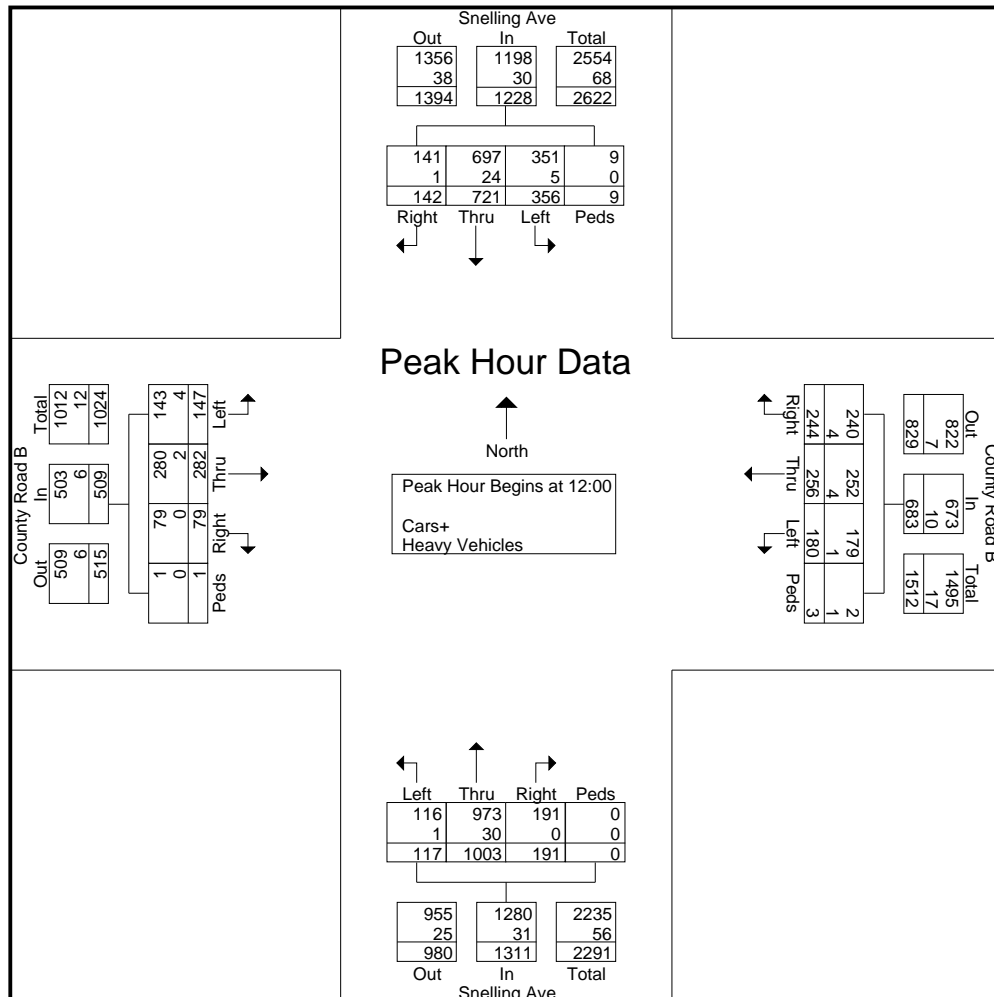 Snelling Ave
Out In Total
1356 1198 2554
38 30 68
1394 1228 2622
141 697 351 9
1 24 5 0
142 721 356 9
Right Thru Left Peds
Peak Hour Data
North
Peak Hour Begins at 12:00
Cars+
Heavy Vehicles
County Road B
Total In Out
1012 503 509
12 6 6
1024 509 515
143 280 79 1
4 2 0 0
147 282 79 1
Left Thru Right Peds
County Road B
Out In Total
822 673 1495
7 10 17
829 683 1512
240 252 179 2
4 4 1 1
244 256 180 3
Right Thru Left Peds
Left Thru Right Peds
116 973 191 0
1 30 0 0
117 1003 191 0
955 1280 2235
25 31 56
980 1311 2291
Out In Total
Snelling Ave